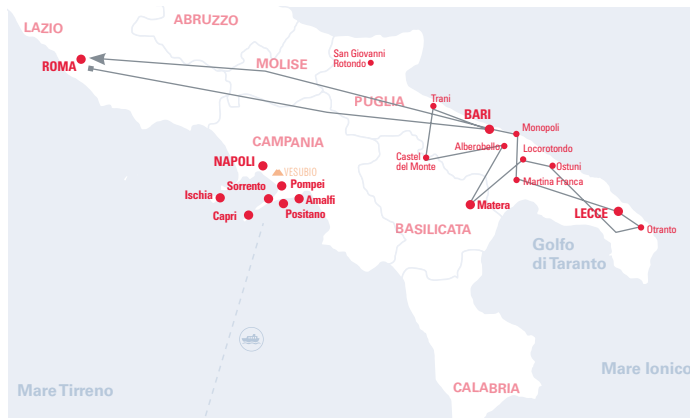 LAZIO
ABRUZZO
ROMA
MOLISE
San Giovanni
Rotondo
PUGLIA
Trani
BARI
Monopoli
CAMPANIA
Alberobello
Locorotondo
NAPOLI
VESUBIO
Castel
del Monte
Ostuni
Sorrento
Pompei
Martina Franca
Ischia
Amalfi
Matera
LECCE
Capri
Positano
BASILICATA
Otranto
Golfo
di Taranto
Mare Ionico
Mare Tirreno
CALABRIA